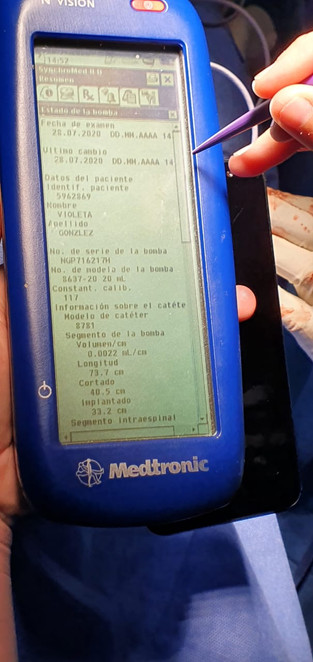 N'VISION
14:57
SynchroMed II
Resumen
Rx
Estado de la bomba
Fecha de examen
28.07.2020 DD.MM.AAAA 14
Ultimo cambio
28.07.2020 DD.MM.AAAA 14
Datos del paciente
Identif. paciente
5962869
Nombre
VIOLETA
Apellido
GONZLEZ
No. de serie de la bomba
NGP716217H
No. de modelo de la bomba
8637-20 20 mL
Constant. calib.
117
Información sobre el catéte
Modelo de catéter
8781
Segmento de la bomba
Volumen/cm
0.0022 mL/cm
Longitud
73.7 cm
Cortado
40.5 cm
Implantado
33.2 cm
Segmento intraespinal
Medtronic